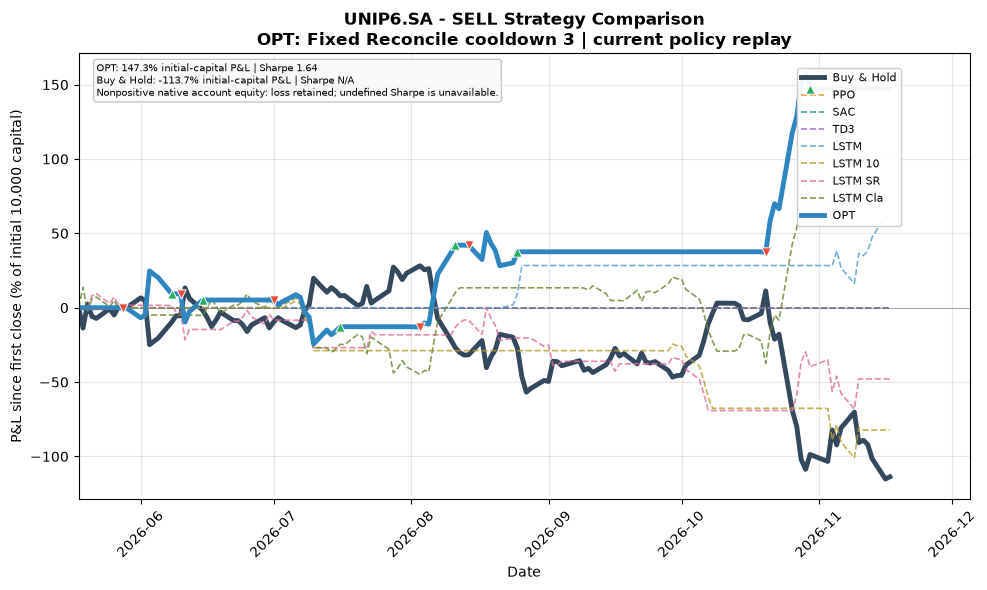 UNIP6.SA - SELL Strategy Comparison
OPT: Fixed Reconcile cooldown 3 | current policy replay
OPT: 147.3% initial-capital P&L | Sharpe 1.64
Buy & Hold: -113.7% initial-capital P&L | Sharpe N/A
Nonpositive native account equity: loss retained; undefined Sharpe is unavailable.
Buy & Hold
PPO
SAC
TD3
LSTM
LSTM 10
LSTM SR
LSTM Cla
OPT
P&L since first close (% of initial 10,000 capital)
150
100
50
0
−50
−100
2026-06
2026-07
2026-08
2026-09
2026-10
2026-11
2026-12
Date